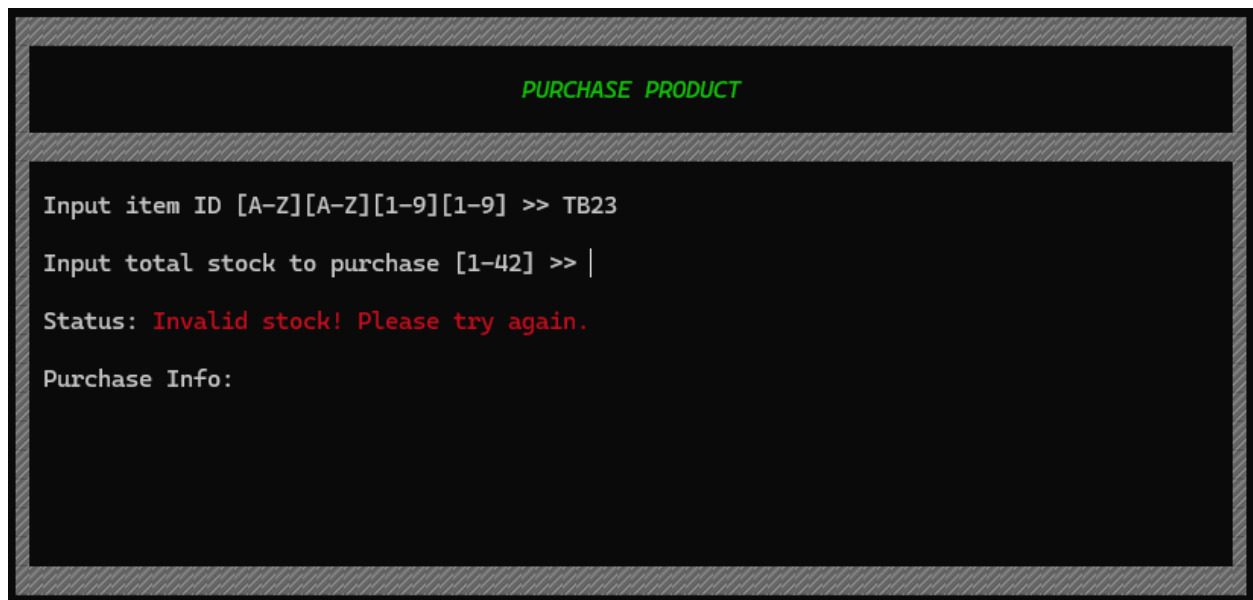 PURCHASE PRODUCT
Input item ID [A-Z][A-Z][1-9][1-9] >> TB23
Input total stock to purchase [1-42] >>
Status: Invalid stock! Please try again.
Purchase Info: